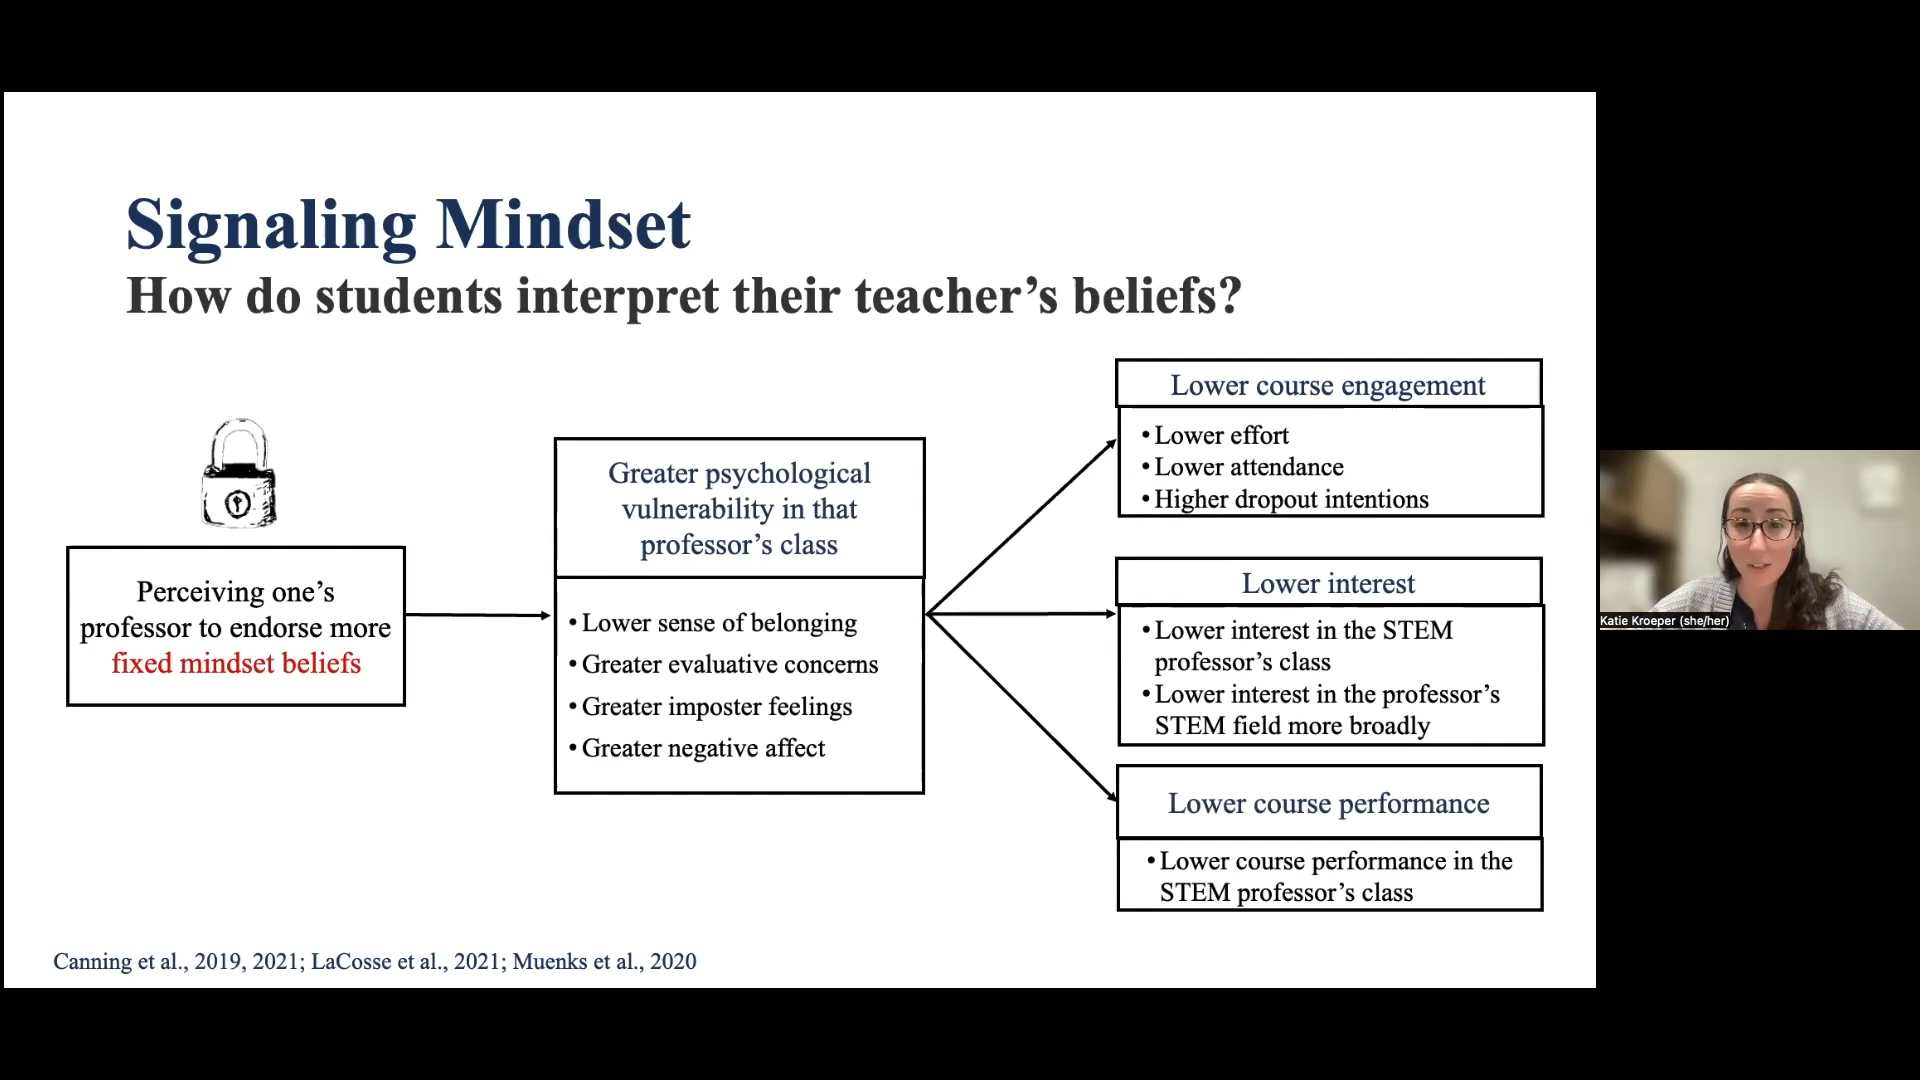 Signaling Mindset
How do students interpret their teacher’s beliefs?
Perceiving one’s
professor to endorse more
fixed mindset beliefs
Greater psychological
vulnerability in that
professor’s class
• Lower sense of belonging
• Greater evaluative concerns
• Greater imposter feelings
• Greater negative affect
Lower course engagement
• Lower effort
• Lower attendance
• Higher dropout intentions
Lower interest
• Lower interest in the STEM
professor’s class
• Lower interest in the professor’s
STEM field more broadly
Lower course performance
• Lower course performance in the
STEM professor’s class
Canning et al., 2019, 2021; LaCosse et al., 2021; Muenks et al., 2020
Katie Kroeper (she/her)